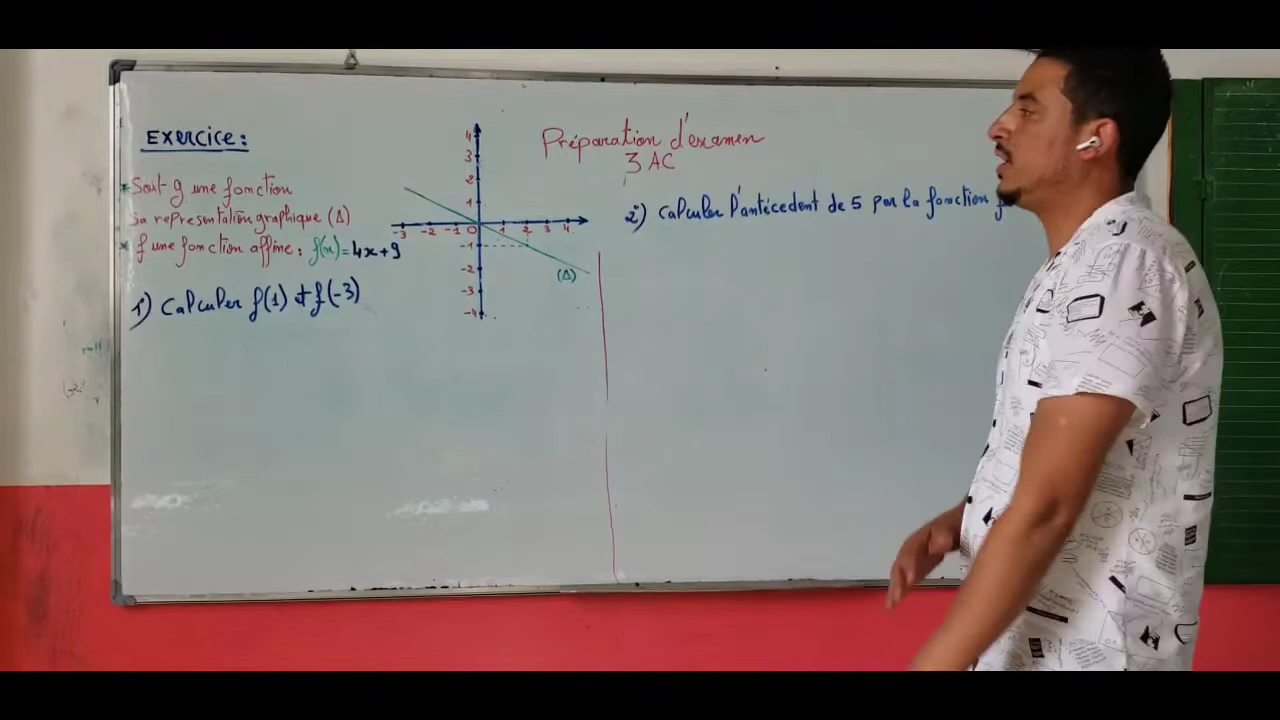 EXERCICE:
* Soit g une fonction
sa representation graphique (Δ)
* f une fonction affine: f(x)=4x+9
1°) Calculer f(1) et f(-3)
4
3
2
1
-3 -2 -1 0 1 2 3 4
-1
-2
(Δ)
-3
-4
Préparation d'examen
3 AC
2°) Calculer l'antécedent de 5 par la fonction f